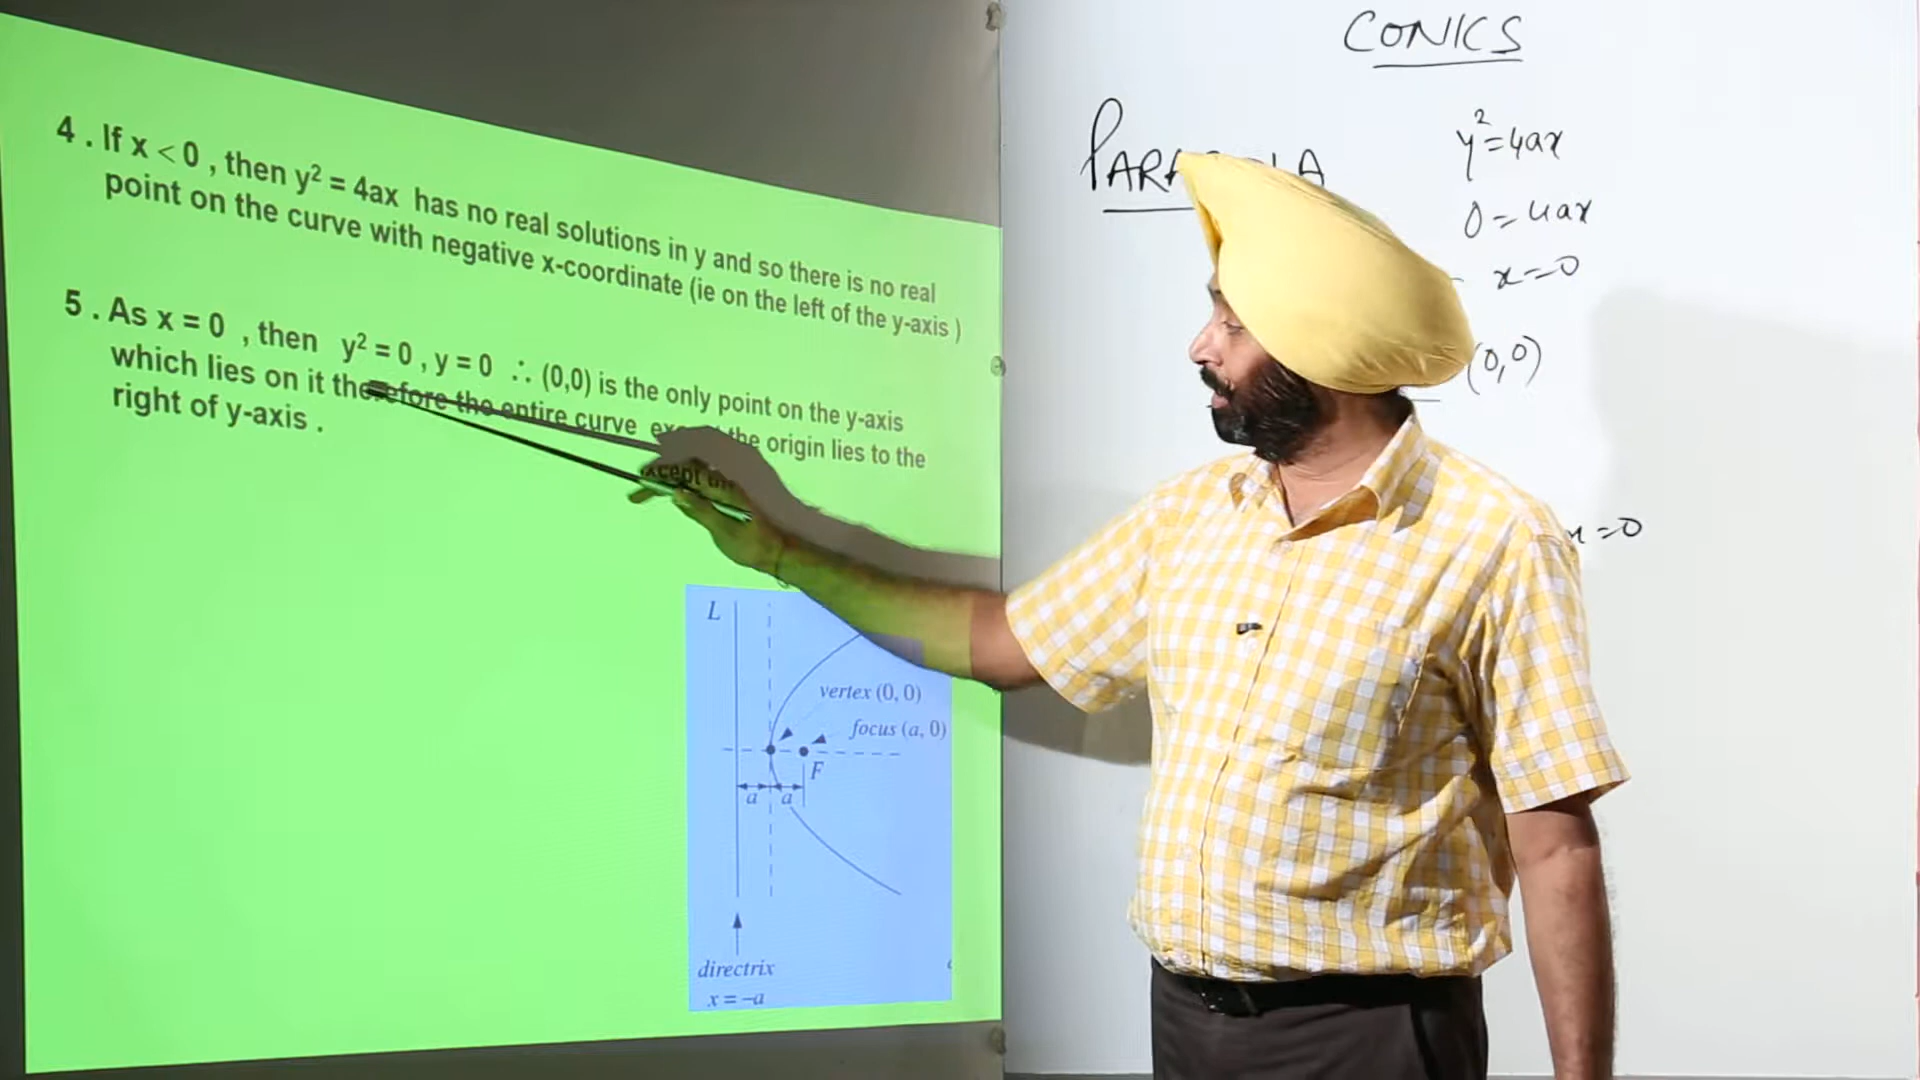 4 . If x < 0 , then y² = 4ax has no real solutions in y and so there is no real
point on the curve with negative x-coordinate (ie on the left of the y-axis )
5 . As x = 0 , then y² = 0 , y = 0 ∴ (0,0) is the only point on the y-axis
which lies on it therefore the entire curve except the origin lies to the
right of y-axis .
L
vertex (0, 0)
focus (a, 0)
F
a a
directrix
x = –a
CONICS
y² = 4ax
0 = 4ax
x = 0
(0,0)
= 0